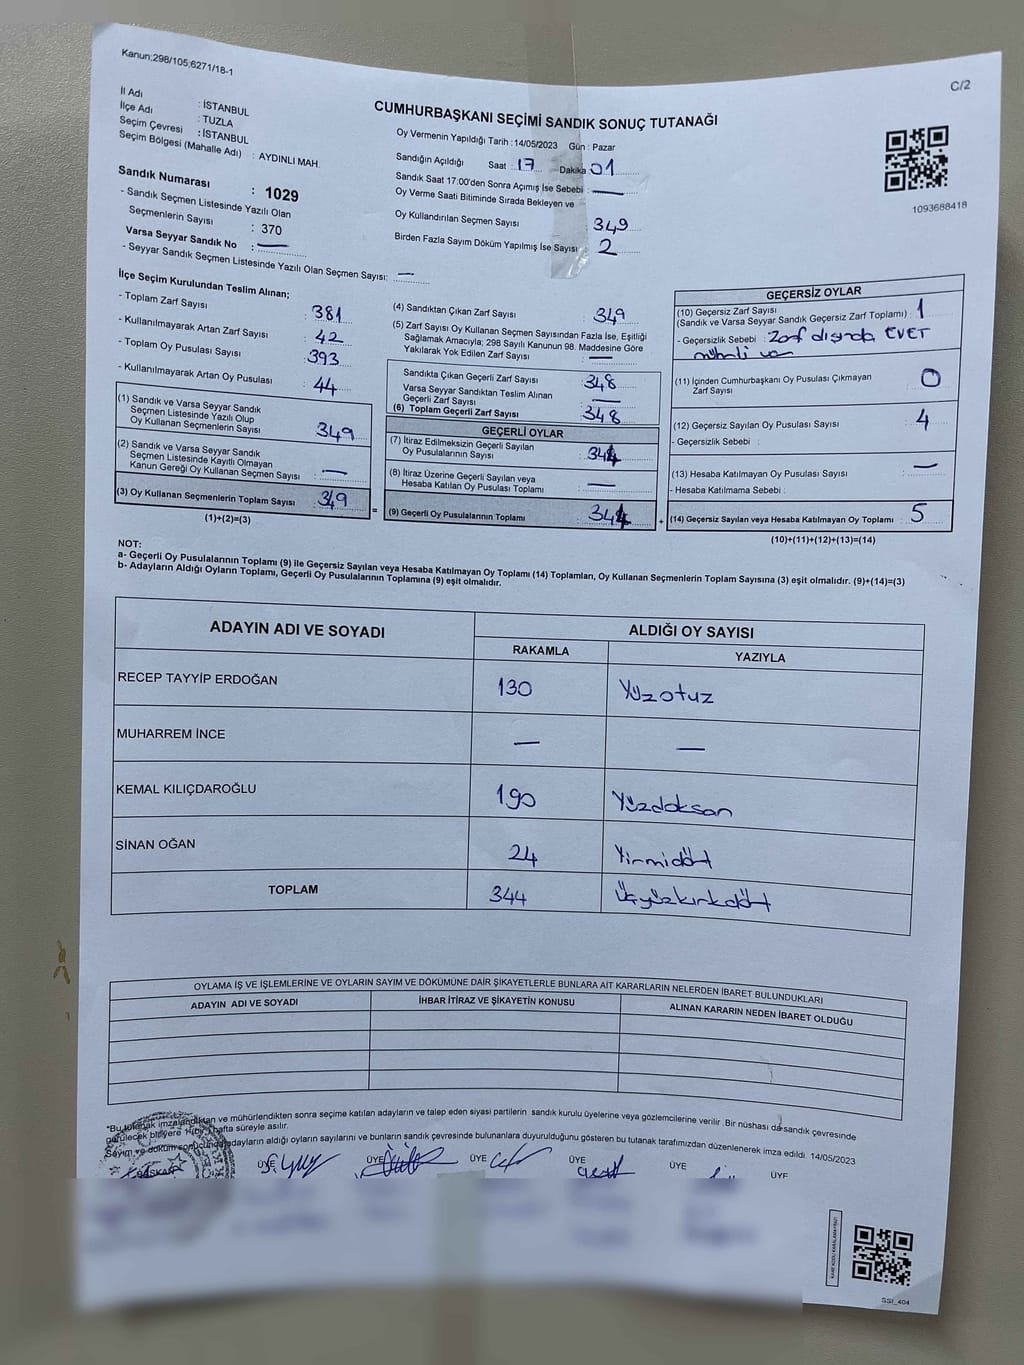 Kanun:298/105;6271/18-1
C/2
CUMHURBAŞKANI SEÇİMİ SANDIK SONUÇ TUTANAĞI
İl Adı : İSTANBUL
İlçe Adı : TUZLA
Seçim Çevresi : İSTANBUL
Seçim Bölgesi (Mahalle Adı) : AYDINLI MAH.
Sandık Numarası : 1029
- Sandık Seçmen Listesinde Yazılı Olan
Seçmenlerin Sayısı : 370
Varsa Seyyar Sandık No : —
- Seyyar Sandık Seçmen Listesinde Yazılı Olan Seçmen Sayısı: —
Oy Vermenin Yapıldığı Tarih : 14/05/2023 Gün : Pazar
Sandığın Açıldığı Saat : 17 Dakika : 01
Sandık Saat 17:00'den Sonra Açımış İse Sebebi : —
Oy Verme Saati Bitiminde Sırada Bekleyen ve
Oy Kullandırılan Seçmen Sayısı : 349
Birden Fazla Sayım Döküm Yapılmış İse Sayısı : 2
1093688418
İlçe Seçim Kurulundan Teslim Alınan;
- Toplam Zarf Sayısı : 381
- Kullanılmayarak Artan Zarf Sayısı : 42
- Toplam Oy Pusulası Sayısı : 393
- Kullanılmayarak Artan Oy Pusulası : 44
(1) Sandık ve Varsa Seyyar Sandık
Seçmen Listesinde Yazılı Olup
Oy Kullanan Seçmenlerin Sayısı : 349
(2) Sandık ve Varsa Seyyar Sandık
Seçmen Listesinde Kayıtlı Olmayan
Kanun Gereği Oy Kullanan Seçmen Sayısı : —
(3) Oy Kullanan Seçmenlerin Toplam Sayısı : 349
(1)+(2)=(3)
=
(4) Sandıktan Çıkan Zarf Sayısı : 349
(5) Zarf Sayısı Oy Kullanan Seçmen Sayısından Fazla İse, Eşitliği
Sağlamak Amacıyla; 298 Sayılı Kanunun 98. Maddesine Göre
Yakılarak Yok Edilen Zarf Sayısı : —
Sandıkta Çıkan Geçerli Zarf Sayısı : 348
Varsa Seyyar Sandıktan Teslim Alınan
Geçerli Zarf Sayısı : —
(6) Toplam Geçerli Zarf Sayısı : 348
GEÇERLİ OYLAR
(7) İtiraz Edilmeksizin Geçerli Sayılan
Oy Pusulalarının Sayısı : 344
(8) İtiraz Üzerine Geçerli Sayılan veya
Hesaba Katılan Oy Pusulası Toplamı : —
(9) Geçerli Oy Pusulalarının Toplamı : 344
+
GEÇERSİZ OYLAR
(10) Geçersiz Zarf Sayısı
(Sandık ve Varsa Seyyar Sandık Geçersiz Zarf Toplamı) : 1
- Geçersizlik Sebebi : Zarf dışında EVET
mühürlü var
(11) İçinden Cumhurbaşkanı Oy Pusulası Çıkmayan
Zarf Sayısı : 0
(12) Geçersiz Sayılan Oy Pusulası Sayısı : 4
- Geçersizlik Sebebi :
(13) Hesaba Katılmayan Oy Pusulası Sayısı : —
- Hesaba Katılmama Sebebi :
(14) Geçersiz Sayılan veya Hesaba Katılmayan Oy Toplamı : 5
(10)+(11)+(12)+(13)=(14)
NOT:
a- Geçerli Oy Pusulalarının Toplamı (9) ile Geçersiz Sayılan veya Hesaba Katılmayan Oy Toplamı (14) Toplamları, Oy Kullanan Seçmenlerin Toplam Sayısına (3) eşit olmalıdır. (9)+(14)=(3)
b- Adayların Aldığı Oyların Toplamı, Geçerli Oy Pusulalarının Toplamına (9) eşit olmalıdır.
ADAYIN ADI VE SOYADI
ALDIĞI OY SAYISI
RAKAMLA YAZIYLA
RECEP TAYYİP ERDOĞAN 130 Yüzotuz
MUHARREM İNCE — —
KEMAL KILIÇDAROĞLU 190 Yüzdoksan
SİNAN OĞAN 24 Yirmidört
TOPLAM 344 Üçyüzkırkdört
OYLAMA İŞ VE İŞLEMLERİNE VE OYLARIN SAYIM VE DÖKÜMÜNE DAİR ŞİKAYETLERLE BUNLARA AİT KARARLARIN NELERDEN İBARET BULUNDUKLARI
ADAYIN ADI VE SOYADI İHBAR İTİRAZ VE ŞİKAYETİN KONUSU ALINAN KARARIN NEDEN İBARET OLDUĞU
"Bu tutanak imzalandıktan ve mühürlendikten sonra seçime katılan adayların ve talep eden siyasi partilerin sandık kurulu üyelerine veya gözlemcilerine verilir. Bir nüshası da sandık çevresinde
görülecek bir yere 1 (bir) hafta süreyle asılır.
Sayım ve döküm sonucunda adayların aldığı oyların sayılarını ve bunların sandık çevresinde bulunanlara duyurulduğunu gösteren bu tutanak tarafımızdan düzenlenerek imza edildi. 14/05/2023
BAŞKAN ÜYE ÜYE ÜYE ÜYE ÜYE ÜYE
SSI_404